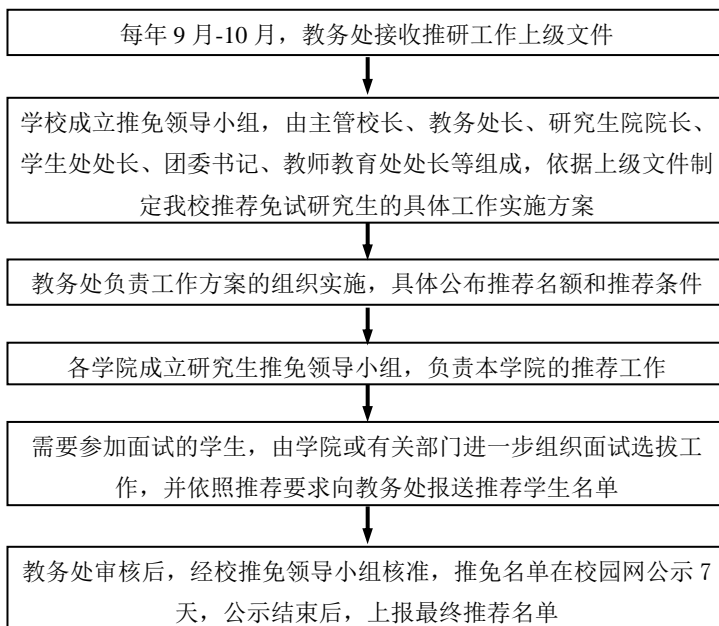 每年 9 月-10 月，教务处接收推研工作上级文件
学校成立推免领导小组，由主管校长、教务处长、研究生院院长、
学生处处长、团委书记、教师教育处处长等组成，依据上级文件制
定我校推荐免试研究生的具体工作实施方案
教务处负责工作方案的组织实施，具体公布推荐名额和推荐条件
各学院成立研究生推免领导小组，负责本学院的推荐工作
需要参加面试的学生，由学院或有关部门进一步组织面试选拔工
作，并依照推荐要求向教务处报送推荐学生名单
教务处审核后，经校推免领导小组核准，推免名单在校园网公示 7
天，公示结束后，上报最终推荐名单